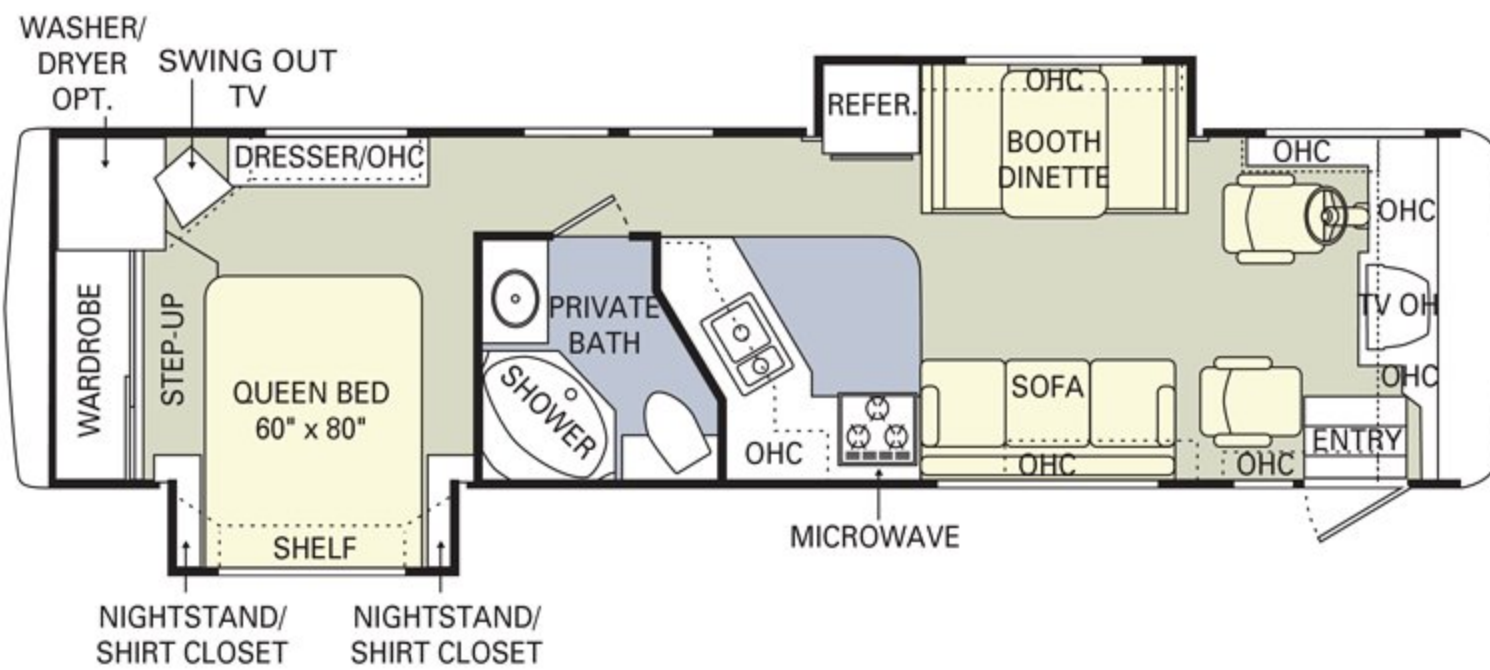 WASHER/
DRYER
OPT.
SWING OUT
TV
DRESSER/OHC
REFER.
OHC
BOOTH
DINETTE
OHC
OHC
TV OH
OHC
WARDROBE
STEP-UP
QUEEN BED
60" x 80"
SHELF
PRIVATE
BATH
SHOWER
OHC
SOFA
OHC
OHC
ENTRY
MICROWAVE
NIGHTSTAND/
SHIRT CLOSET
NIGHTSTAND/
SHIRT CLOSET